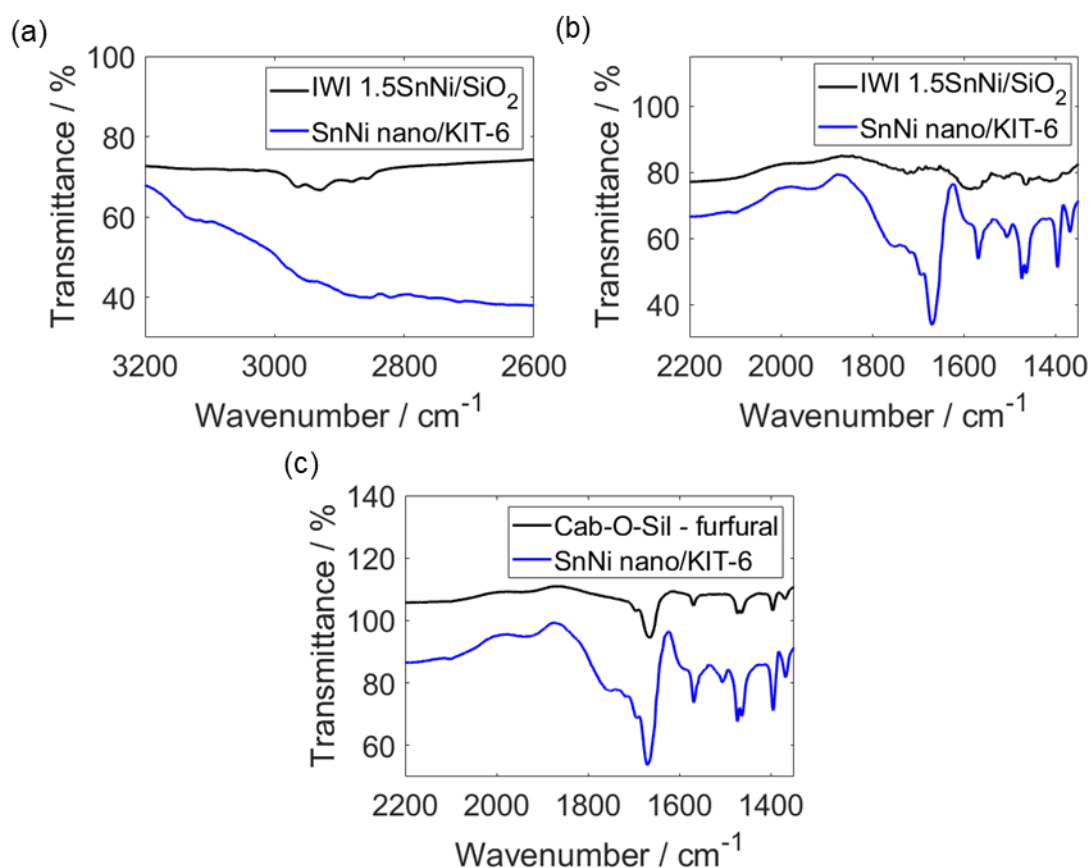 (a)
Transmittance / %
100
80
60
40
IWI 1.5SnNi/SiO2
SnNi nano/KIT-6
3200 3000 2800 2600
Wavenumber / cm-1
(b)
Transmittance / %
100
80
60
40
IWI 1.5SnNi/SiO2
SnNi nano/KIT-6
2200 2000 1800 1600 1400
Wavenumber / cm-1
(c)
Transmittance / %
140
120
100
80
60
Cab-O-Sil - furfural
SnNi nano/KIT-6
2200 2000 1800 1600 1400
Wavenumber / cm-1